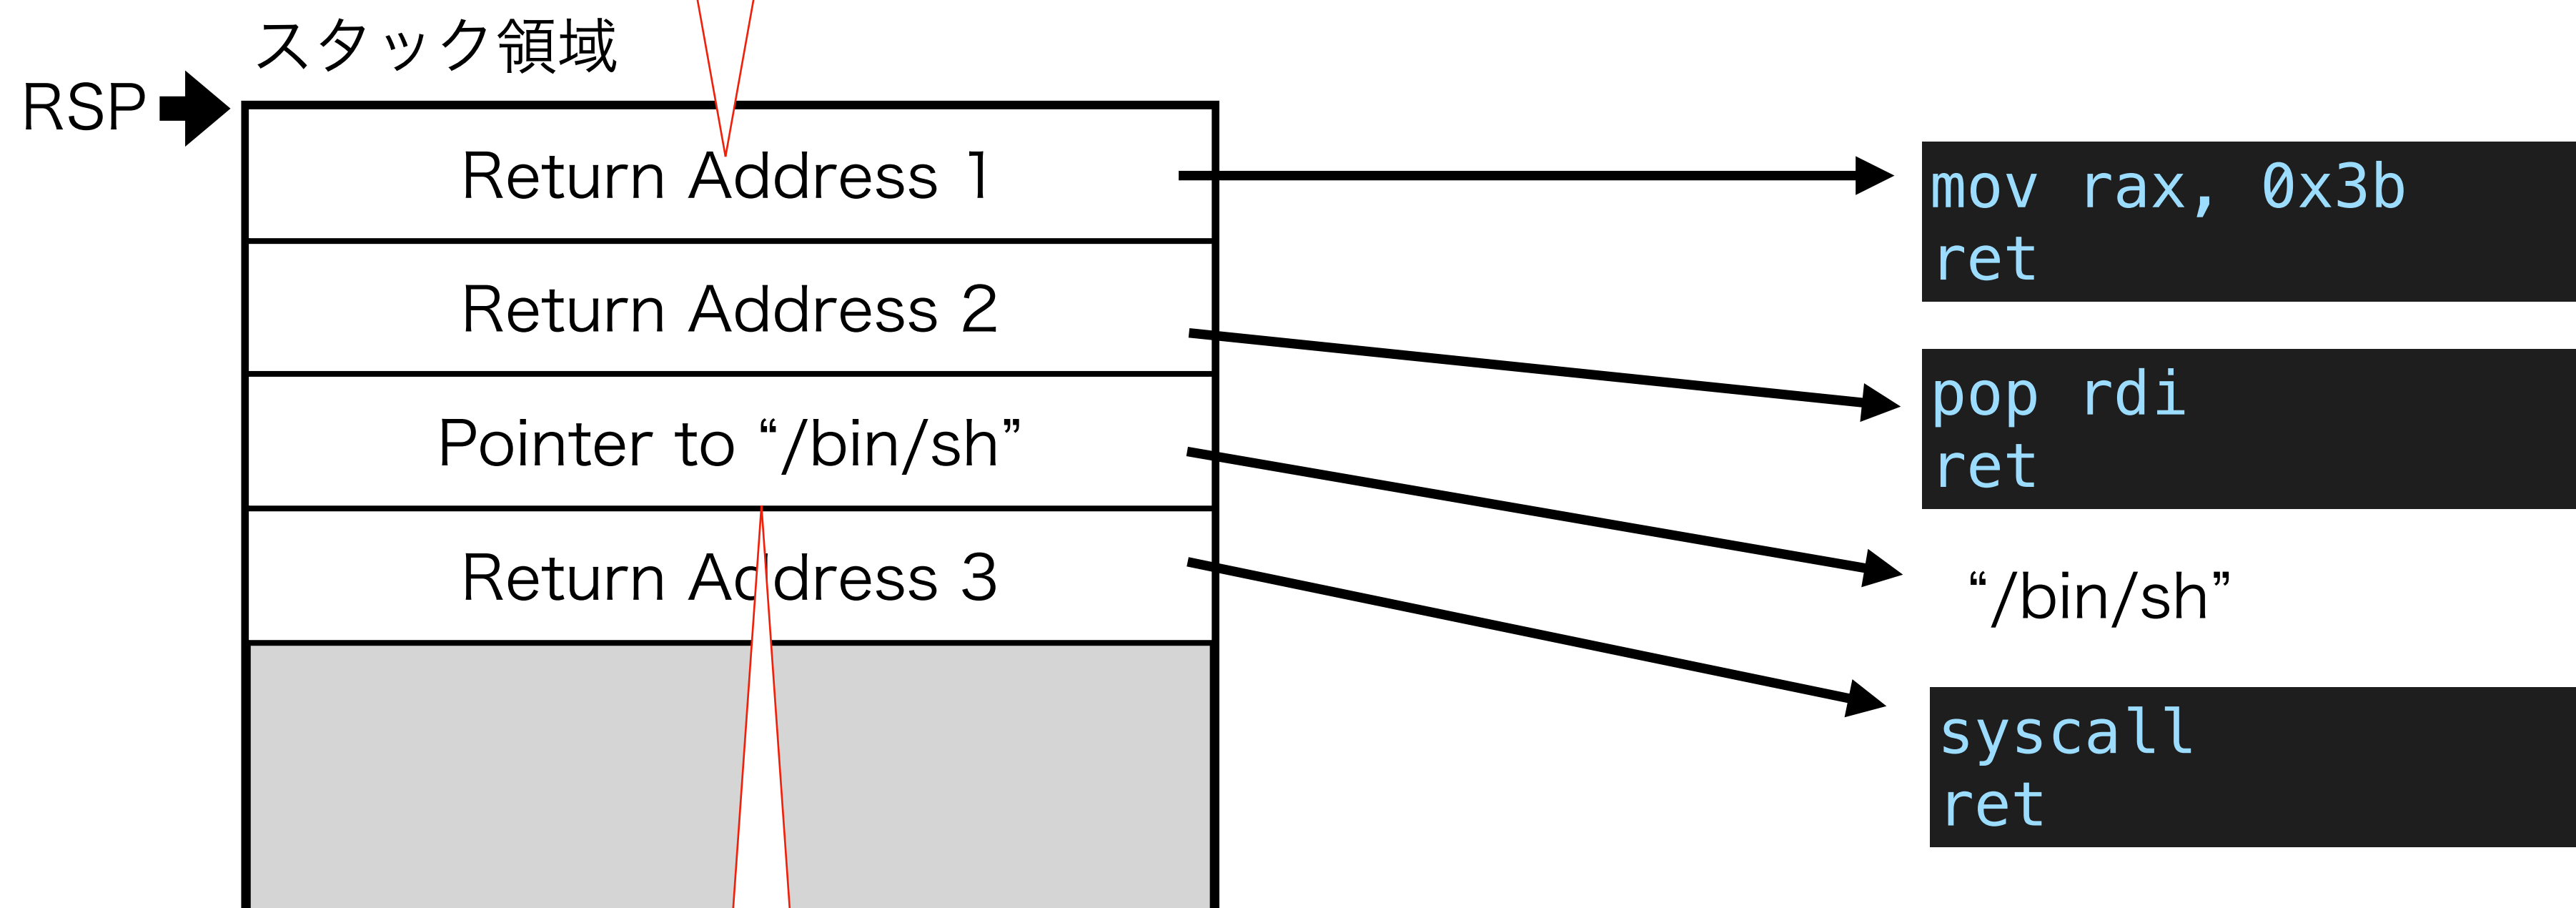 スタック領域
RSP
Return Address 1
Return Address 2
Pointer to “/bin/sh”
Return Address 3
mov rax, 0x3b
ret
pop rdi
ret
“/bin/sh”
syscall
ret